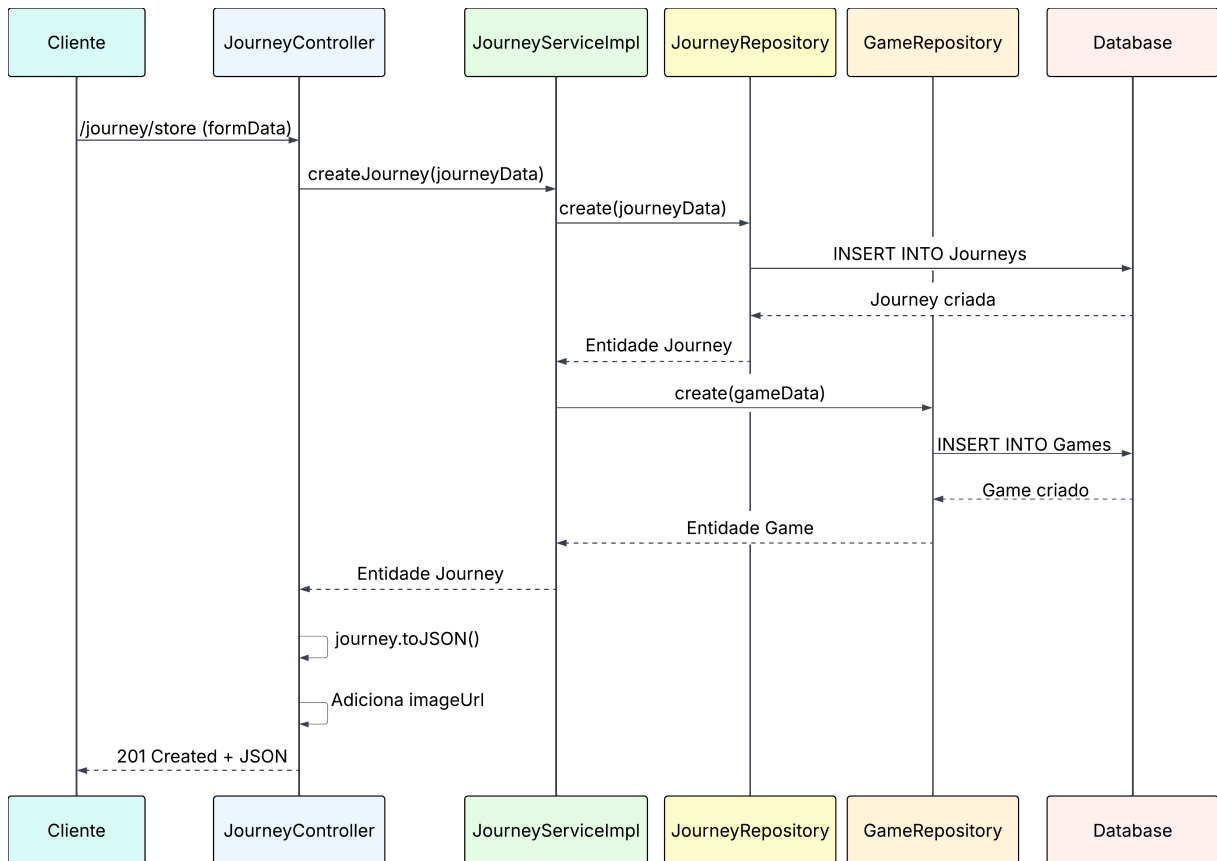 Cliente
JourneyController
JourneyServiceImpl
JourneyRepository
GameRepository
Database
/journey/store (formData)
createJourney(journeyData)
create(journeyData)
INSERT INTO Journeys
Journey criada
Entidade Journey
create(gameData)
INSERT INTO Games
Game criado
Entidade Game
Entidade Journey
journey.toJSON()
Adiciona imageUrl
201 Created + JSON
Cliente
JourneyController
JourneyServiceImpl
JourneyRepository
GameRepository
Database